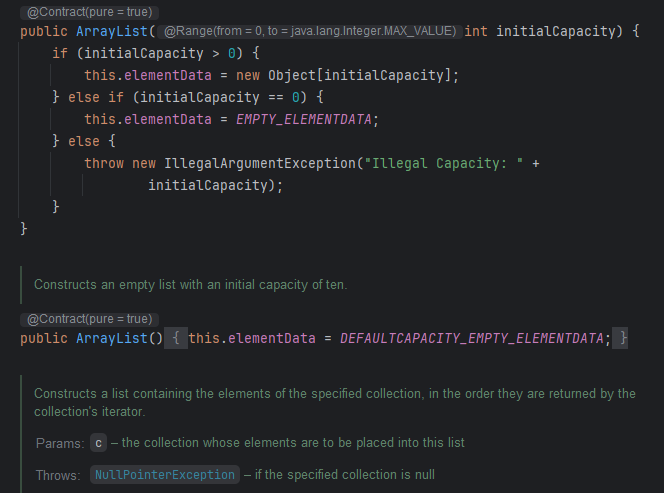 @Contract(pure = true)
public ArrayList( @Range(from = 0, to = java.lang.Integer.MAX_VALUE) int initialCapacity) {
if (initialCapacity > 0) {
this.elementData = new Object[initialCapacity];
} else if (initialCapacity == 0) {
this.elementData = EMPTY_ELEMENTDATA;
} else {
throw new IllegalArgumentException("Illegal Capacity: " +
initialCapacity);
}
}
Constructs an empty list with an initial capacity of ten.
@Contract(pure = true)
public ArrayList() { this.elementData = DEFAULTCAPACITY_EMPTY_ELEMENTDATA; }
Constructs a list containing the elements of the specified collection, in the order they are returned by the
collection's iterator.
Params: c – the collection whose elements are to be placed into this list
Throws: NullPointerException – if the specified collection is null